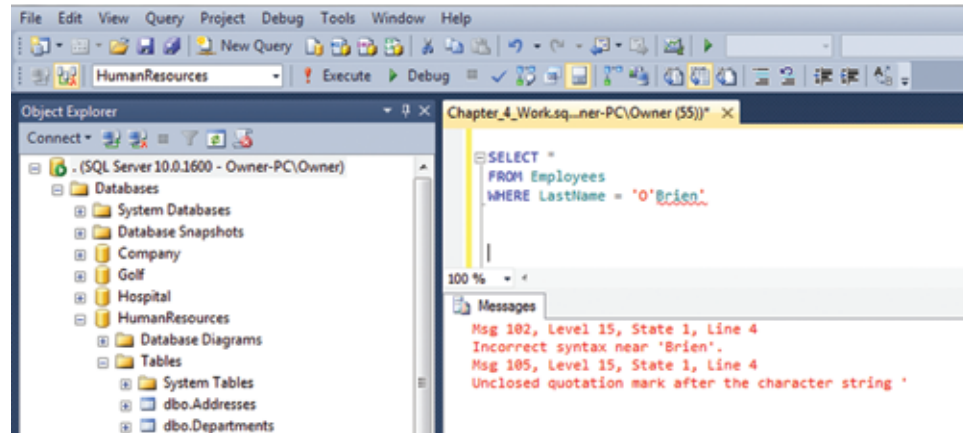 File Edit View Query Project Debug Tools Window Help
New Query
HumanResources Execute Debug
Object Explorer
Connect
. (SQL Server 10.0.1600 - Owner-PC\Owner)
Databases
System Databases
Database Snapshots
Company
Golf
Hospital
HumanResources
Database Diagrams
Tables
System Tables
dbo.Addresses
dbo.Departments
Chapter_4_Work.sq...ner-PC\Owner (55))*
SELECT *
FROM Employees
WHERE LastName = 'O'Brien'
100 %
Messages
Msg 102, Level 15, State 1, Line 4
Incorrect syntax near 'Brien'.
Msg 105, Level 15, State 1, Line 4
Unclosed quotation mark after the character string '